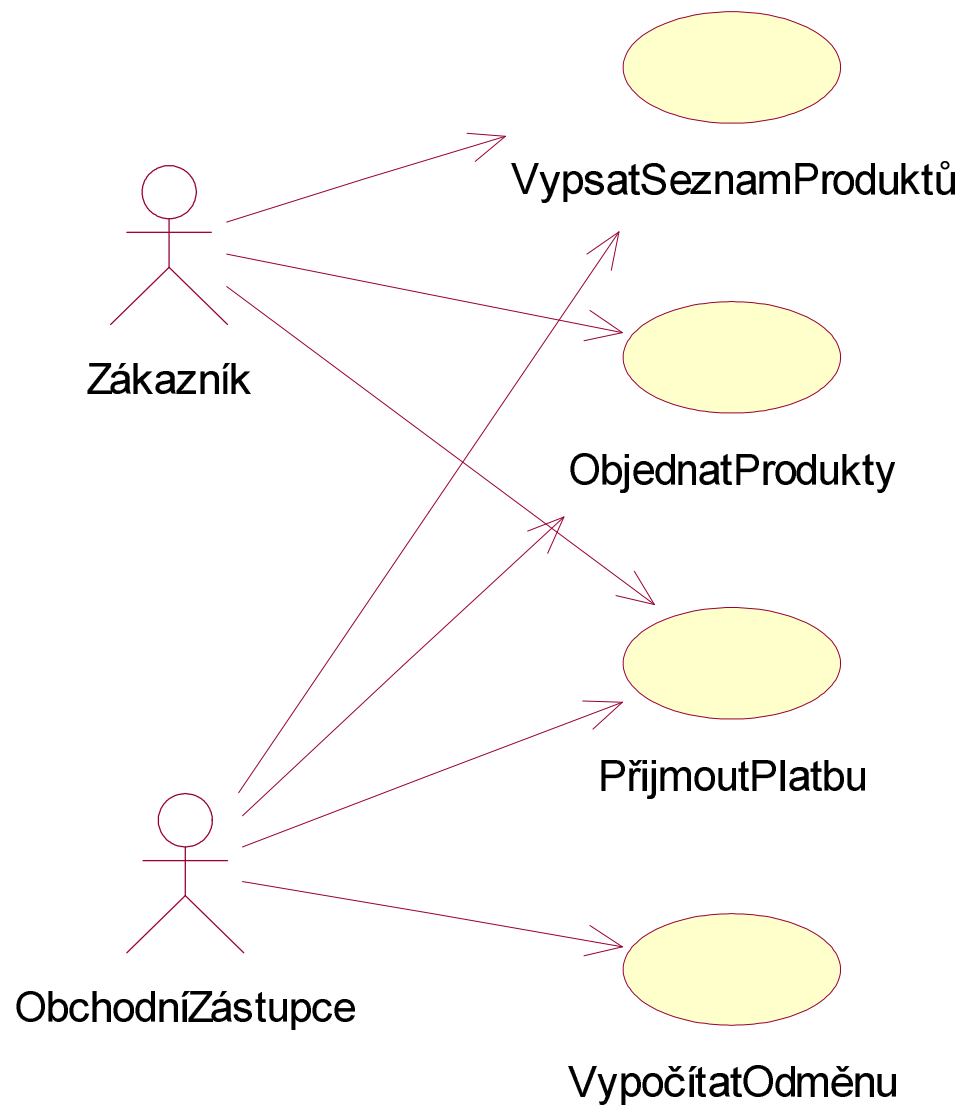 VypsatSeznamProduktů
Zákazník
ObjednatProdukty
PřijmoutPlatbu
ObchodníZástupce
VypočítatOdměnu